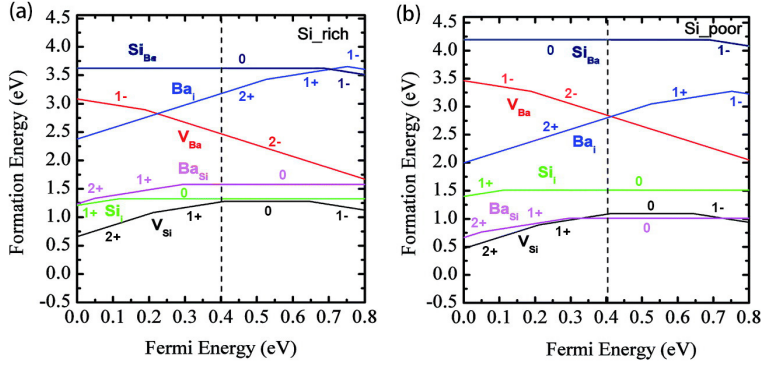 (a)
Si_rich
Formation Energy (eV)
4.5
4.0
3.5
3.0
2.5
2.0
1.5
1.0
0.5
0.0
-0.5
Si_Ba
0
1-
Ba_i
1+
1-
2+
1-
V_Ba
2-
Ba_Si
2+
1+
0
1+
Si_i
0
V_Si
2+
1+
0
1-
0.0 0.1 0.2 0.3 0.4 0.5 0.6 0.7 0.8
Fermi Energy (eV)
(b)
Si_poor
Formation Energy (eV)
4.5
4.0
3.5
3.0
2.5
2.0
1.5
1.0
0.5
0.0
-0.5
0
Si_Ba
1-
1-
2-
V_Ba
2+
Ba_i
1+
1-
1+
Si_i
0
2+
Ba_Si
1+
0
2+
V_Si
1+
0
1-
0.0 0.1 0.2 0.3 0.4 0.5 0.6 0.7 0.8
Fermi Energy (eV)